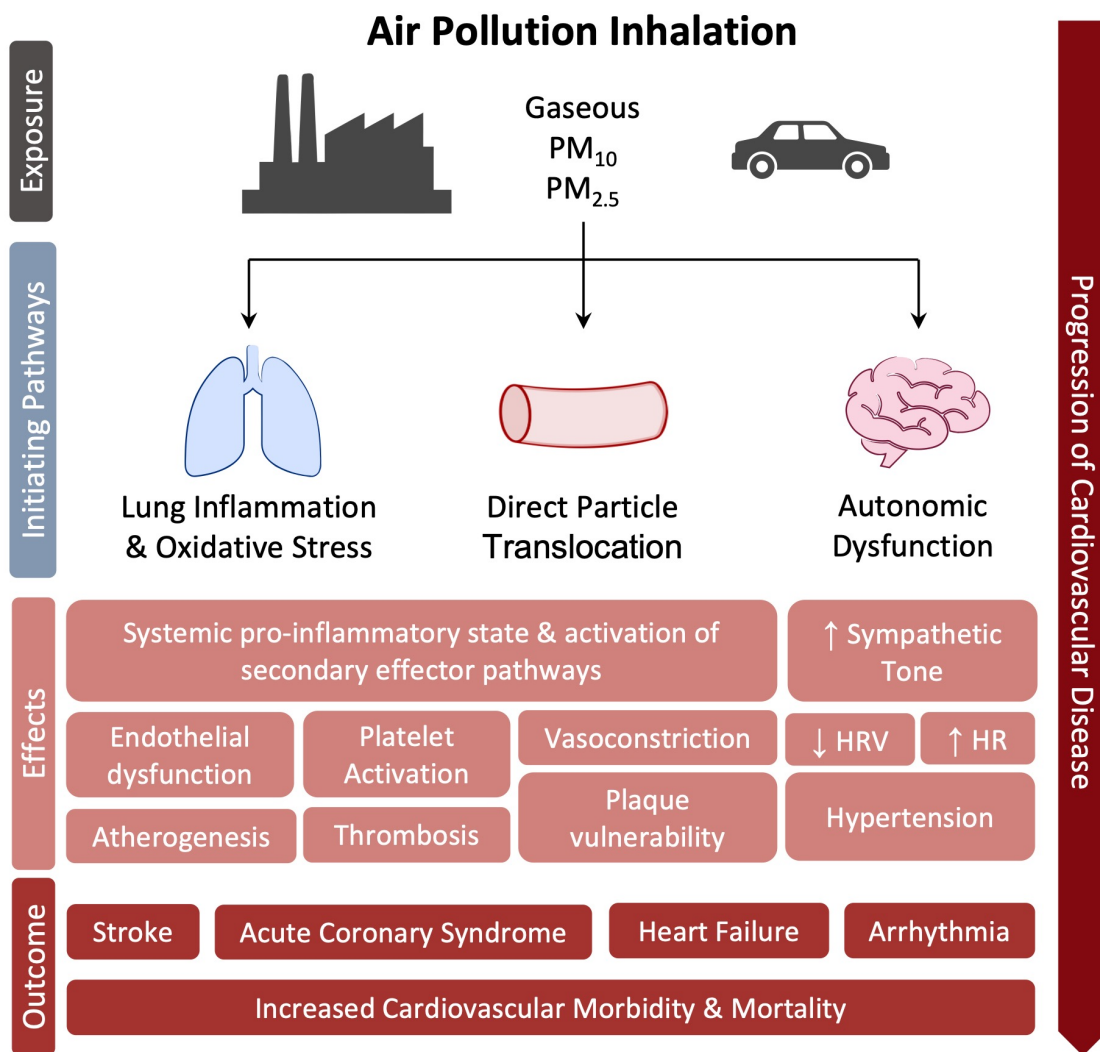 Air Pollution Inhalation
Exposure
Gaseous
PM₁₀
PM₂.₅
Initiating Pathways
Lung Inflammation
& Oxidative Stress
Direct Particle
Translocation
Autonomic
Dysfunction
Effects
Systemic pro-inflammatory state & activation of
secondary effector pathways
↑ Sympathetic
Tone
Endothelial
dysfunction
Platelet
Activation
Vasoconstriction
↓ HRV
↑ HR
Atherogenesis
Thrombosis
Plaque
vulnerability
Hypertension
Outcome
Stroke
Acute Coronary Syndrome
Heart Failure
Arrhythmia
Increased Cardiovascular Morbidity & Mortality
Progression of Cardiovascular Disease